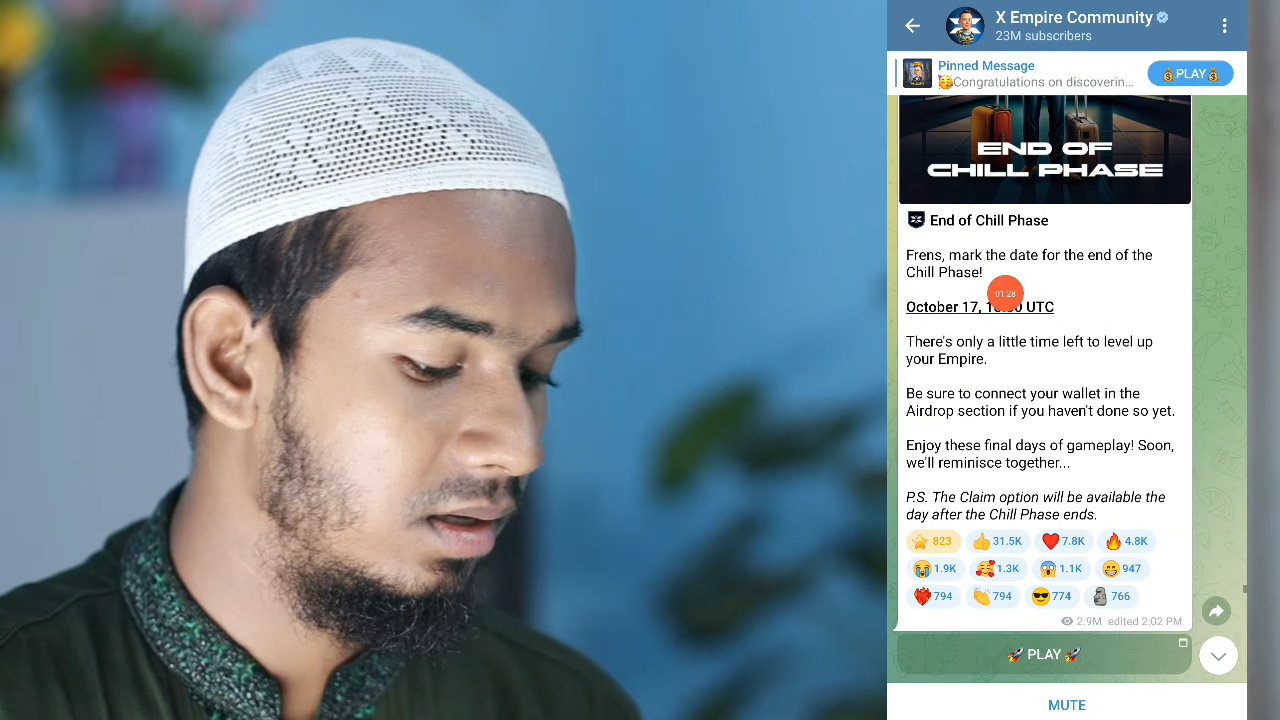 X Empire Community
23M subscribers
Pinned Message
🥳Congratulations on discoverin...
💰PLAY💰
END OF
CHILL PHASE
End of Chill Phase
Frens, mark the date for the end of the
Chill Phase!
01:28
October 17, UTC
There's only a little time left to level up
your Empire.
Be sure to connect your wallet in the
Airdrop section if you haven't done so yet.
Enjoy these final days of gameplay! Soon,
we'll reminisce together...
P.S. The Claim option will be available the
day after the Chill Phase ends.
823 31.5K 7.8K 4.8K
1.9K 1.3K 1.1K 947
794 794 774 766
2.9M edited 2:02 PM
🚀 PLAY 🚀
MUTE